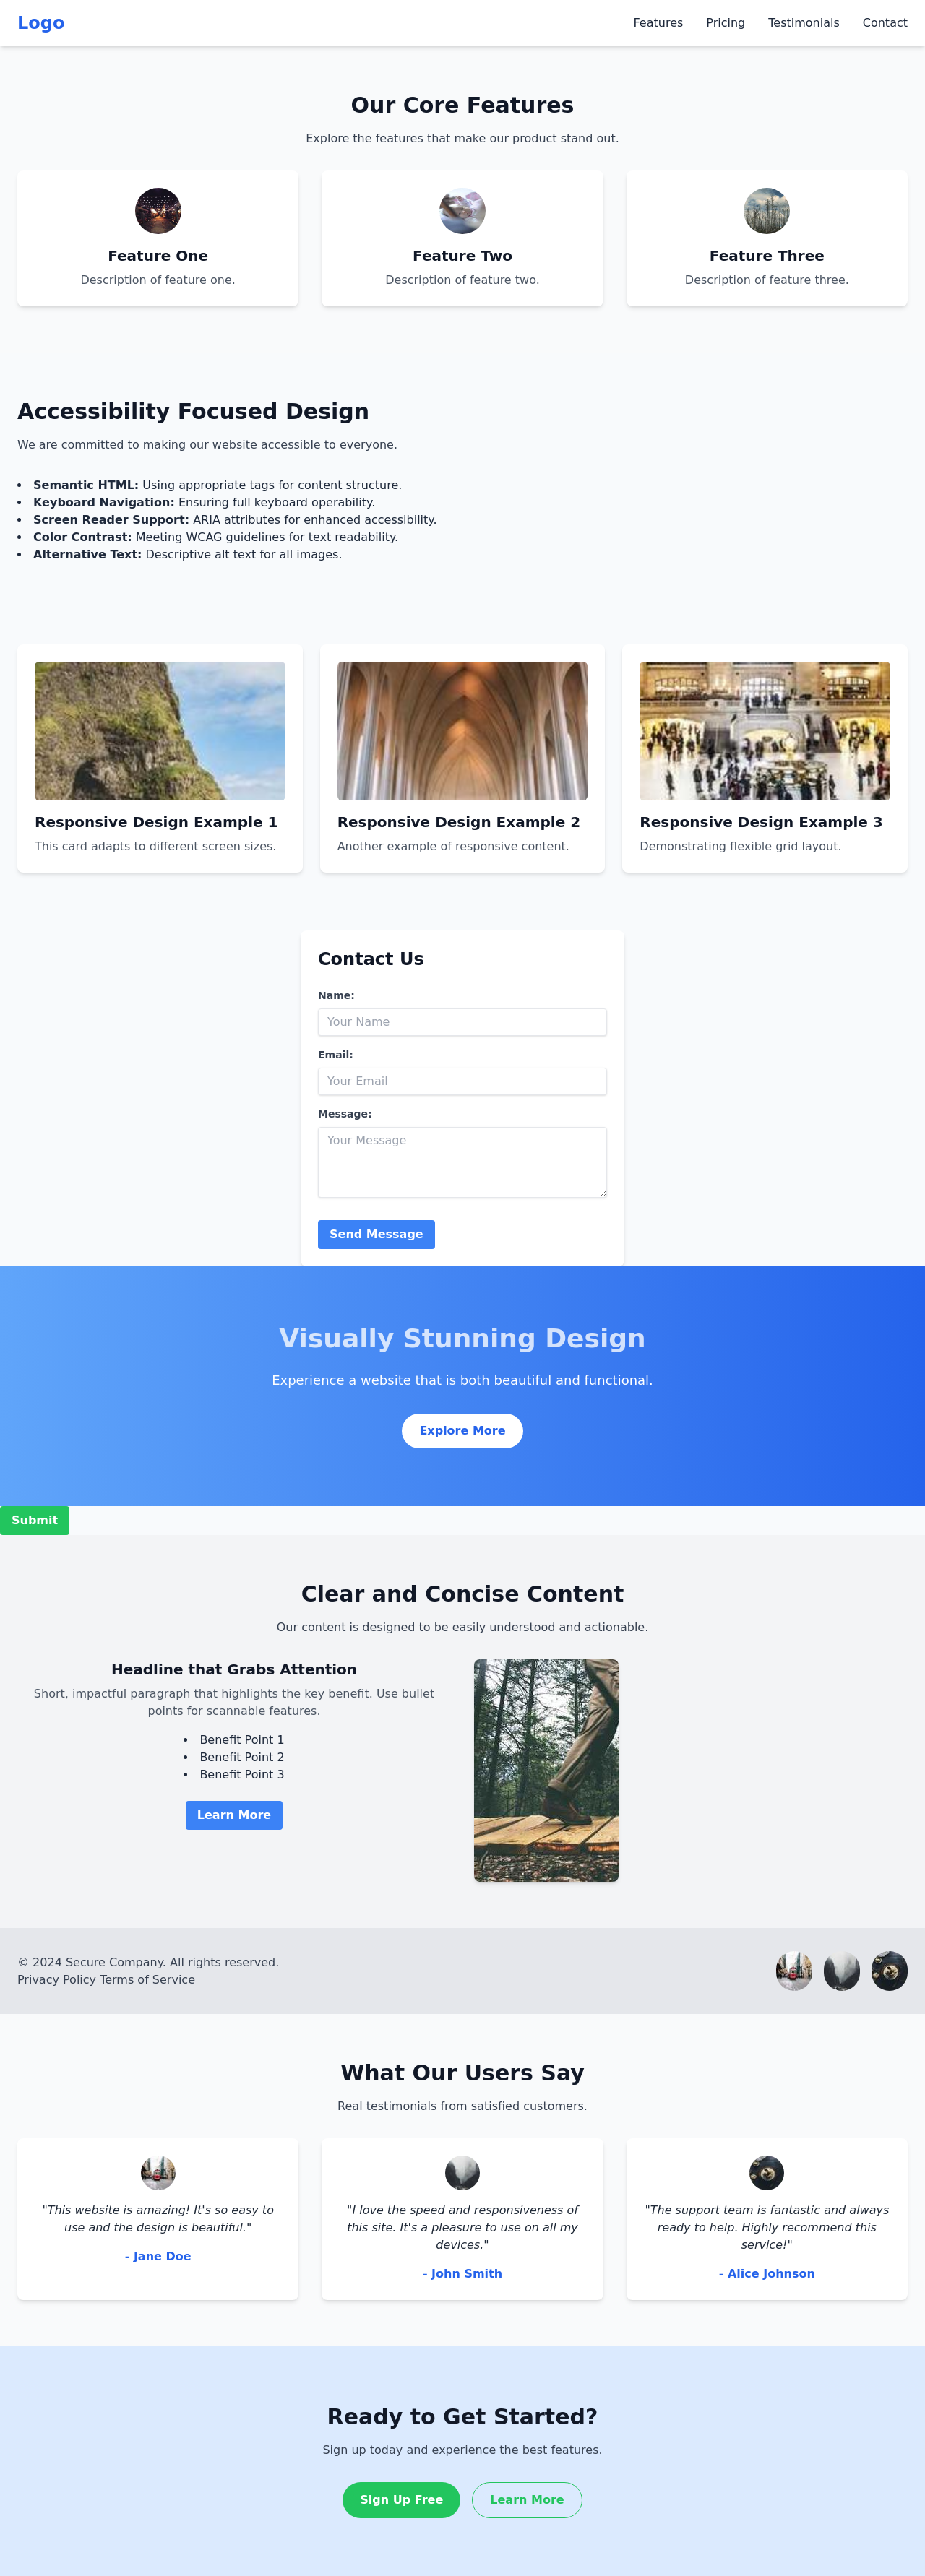 Logo
Features Pricing Testimonials Contact
Our Core Features
Explore the features that make our product stand out.
Feature One
Description of feature one.
Feature Two
Description of feature two.
Feature Three
Description of feature three.
Accessibility Focused Design
We are committed to making our website accessible to everyone.
• Semantic HTML: Using appropriate tags for content structure.
• Keyboard Navigation: Ensuring full keyboard operability.
• Screen Reader Support: ARIA attributes for enhanced accessibility.
• Color Contrast: Meeting WCAG guidelines for text readability.
• Alternative Text: Descriptive alt text for all images.
Responsive Design Example 1
This card adapts to different screen sizes.
Responsive Design Example 2
Another example of responsive content.
Responsive Design Example 3
Demonstrating flexible grid layout.
Contact Us
Name:
Your Name
Email:
Your Email
Message:
Your Message
Send Message
Visually Stunning Design
Experience a website that is both beautiful and functional.
Explore More
Submit
Clear and Concise Content
Our content is designed to be easily understood and actionable.
Headline that Grabs Attention
Short, impactful paragraph that highlights the key benefit. Use bullet
points for scannable features.
• Benefit Point 1
• Benefit Point 2
• Benefit Point 3
Learn More
© 2024 Secure Company. All rights reserved.
Privacy Policy Terms of Service
What Our Users Say
Real testimonials from satisfied customers.
"This website is amazing! It's so easy to
use and the design is beautiful."
- Jane Doe
"I love the speed and responsiveness of
this site. It's a pleasure to use on all my
devices."
- John Smith
"The support team is fantastic and always
ready to help. Highly recommend this
service!"
- Alice Johnson
Ready to Get Started?
Sign up today and experience the best features.
Sign Up Free
Learn More